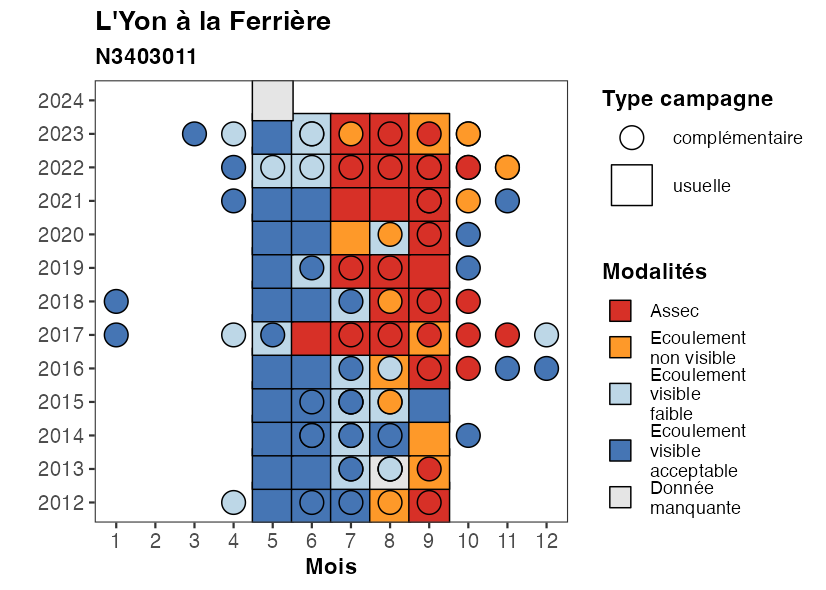 L'Yon à la Ferrière
N3403011
2024
2023
2022
2021
2020
2019
2018
2017
2016
2015
2014
2013
2012
1 2 3 4 5 6 7 8 9 10 11 12
Mois
Type campagne
complémentaire
usuelle
Modalités
Assec
Ecoulement
non visible
Ecoulement
visible
faible
Ecoulement
visible
acceptable
Donnée
manquante